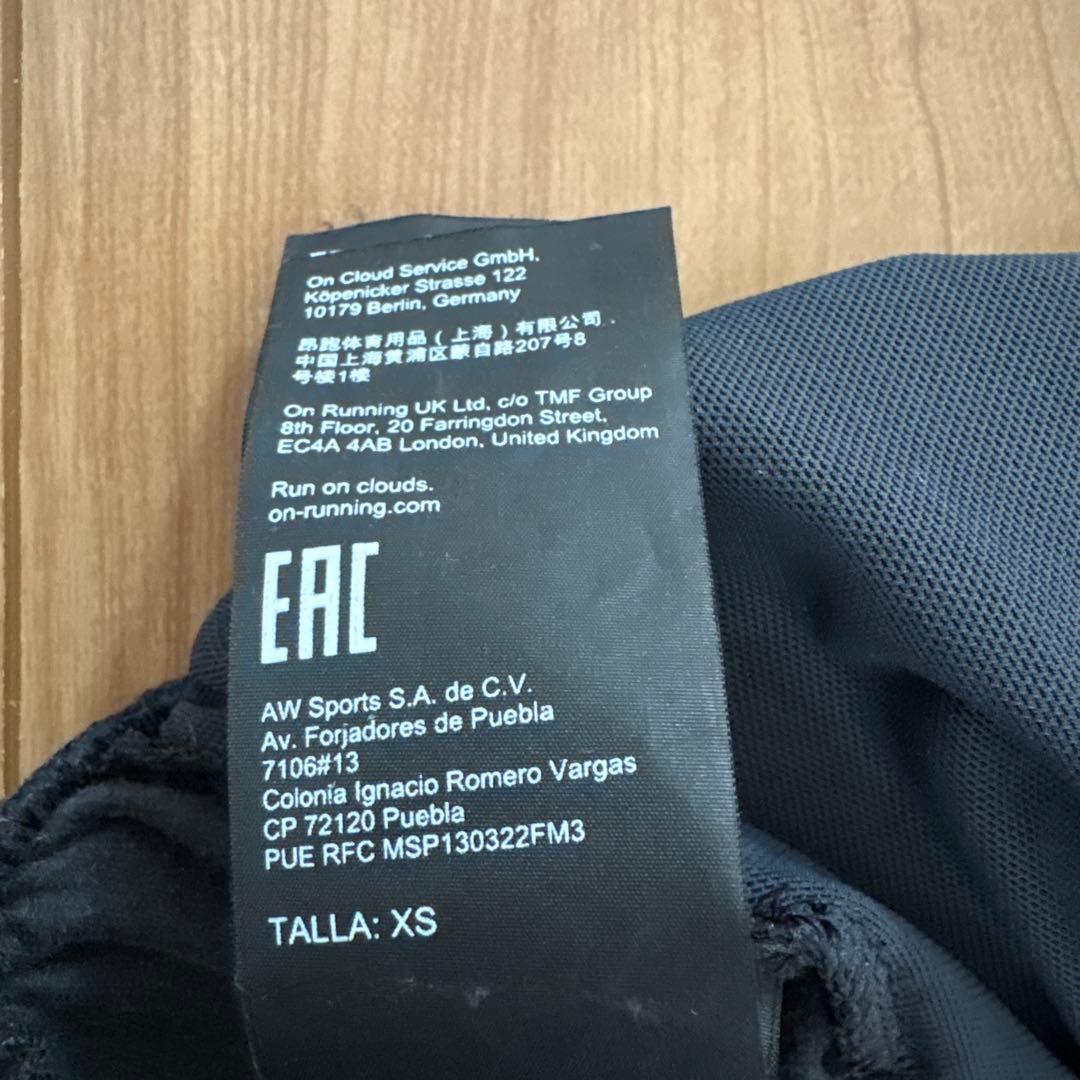 On Cloud Service GmbH,
Köpenicker Strasse 122
10179 Berlin, Germany
昂跑体育用品（上海）有限公司.
中国上海黄浦区蒙自路207号8
号楼1楼
On Running UK Ltd, c/o TMF Group
8th Floor, 20 Farringdon Street,
EC4A 4AB London, United Kingdom
Run on clouds.
on-running.com
EAC
AW Sports S.A. de C.V.
Av. Forjadores de Puebla
7106#13
Colonia Ignacio Romero Vargas
CP 72120 Puebla
PUE RFC MSP130322FM3
TALLA: XS